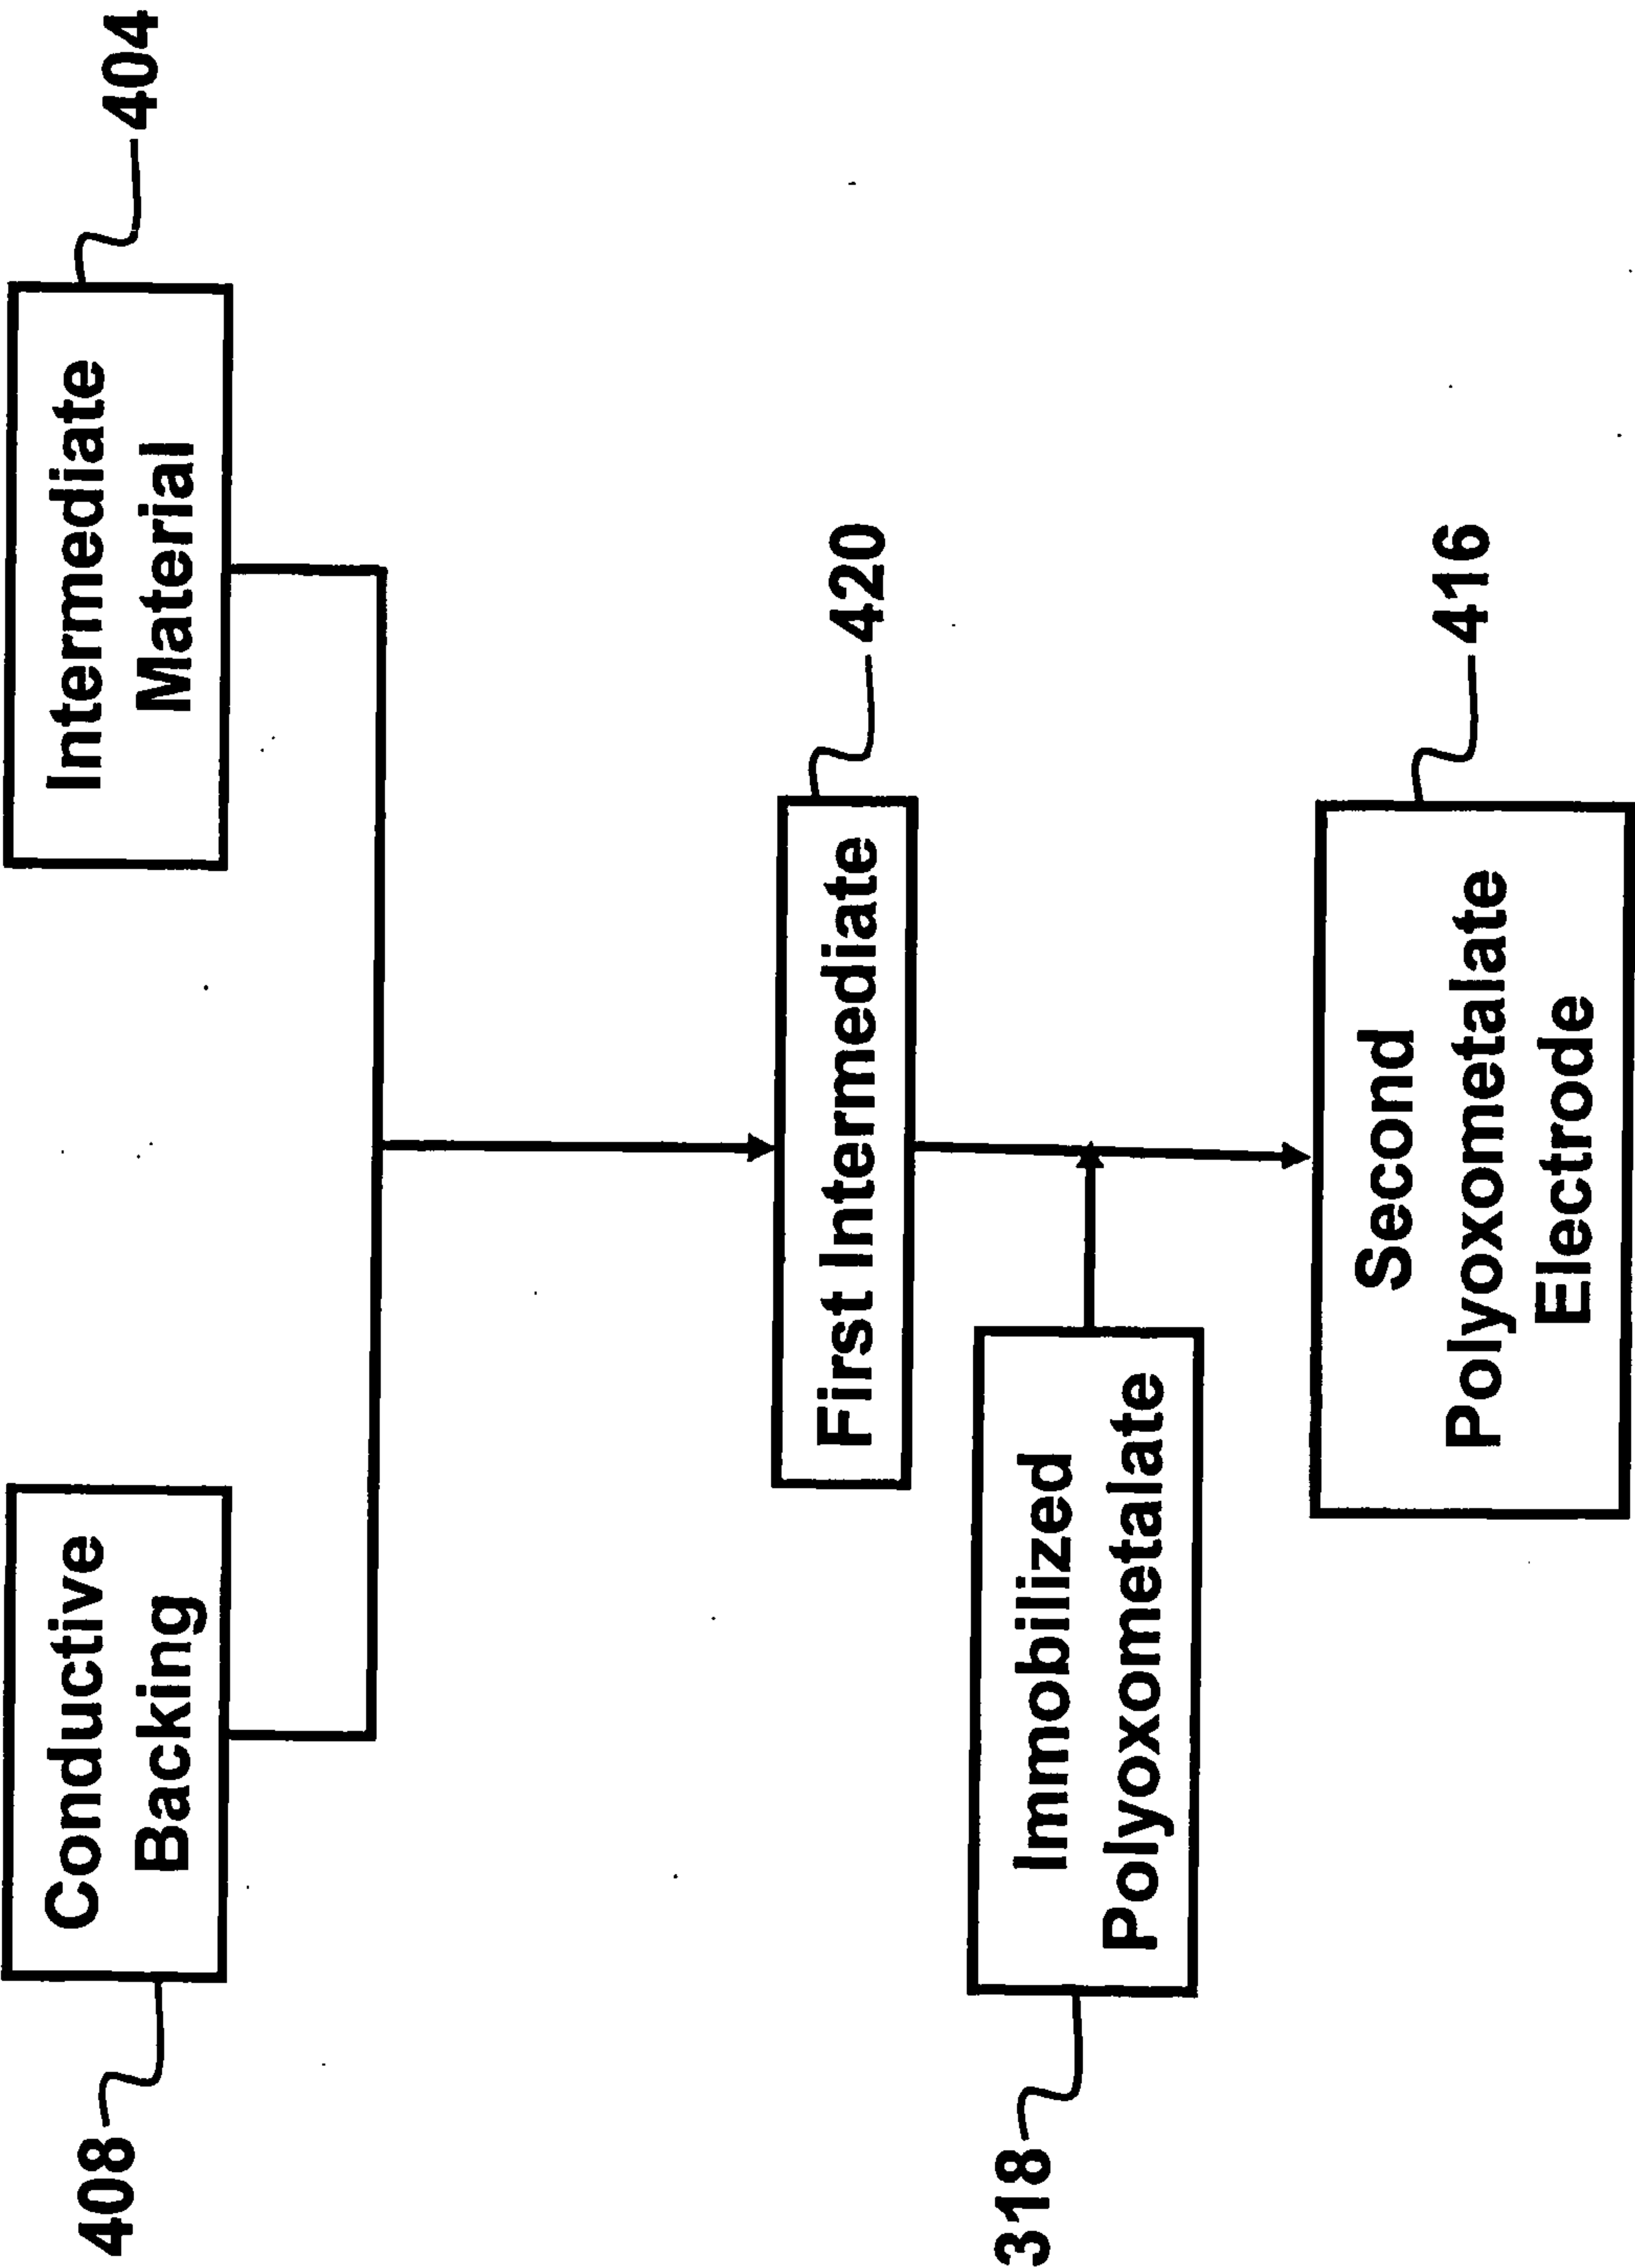 408
Conductive
Backing
Intermediate
Material
404
First Intermediate
420
318
Immobilized
Polyoxometalate
Second
Polyoxometalate
Electrode
416